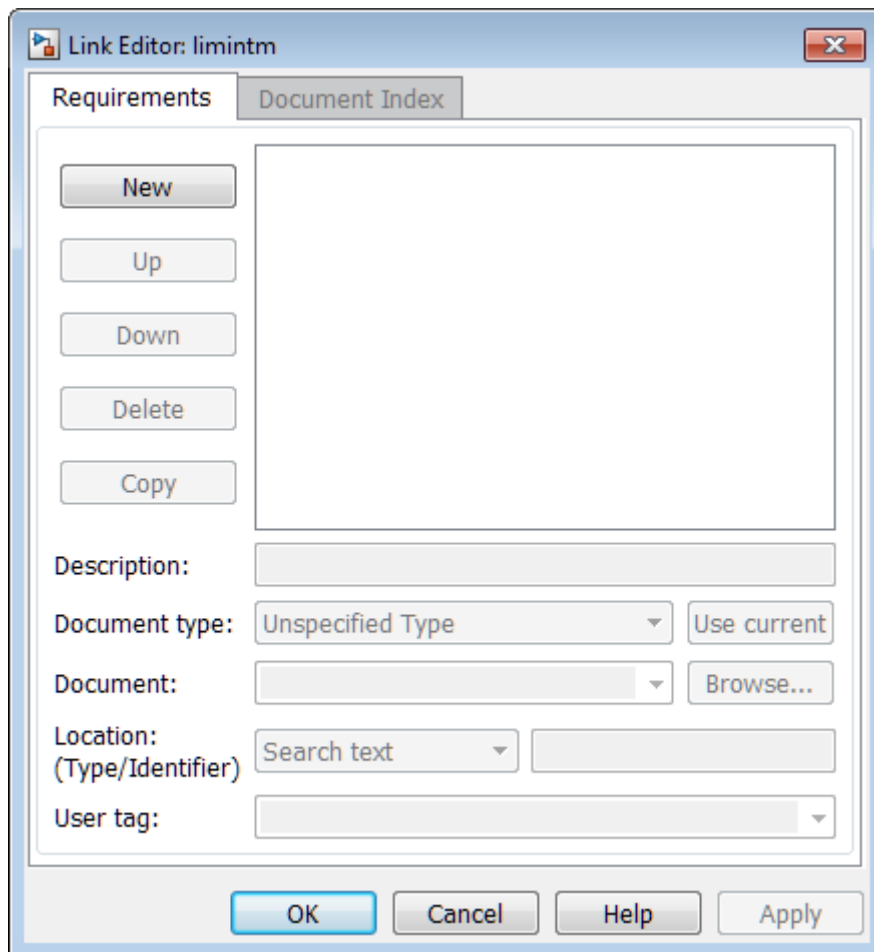 Link Editor: limintm
Requirements
Document Index
New
Up
Down
Delete
Copy
Description:
Document type: Unspecified Type Use current
Document: Browse...
Location:
(Type/Identifier) Search text
User tag:
OK Cancel Help Apply